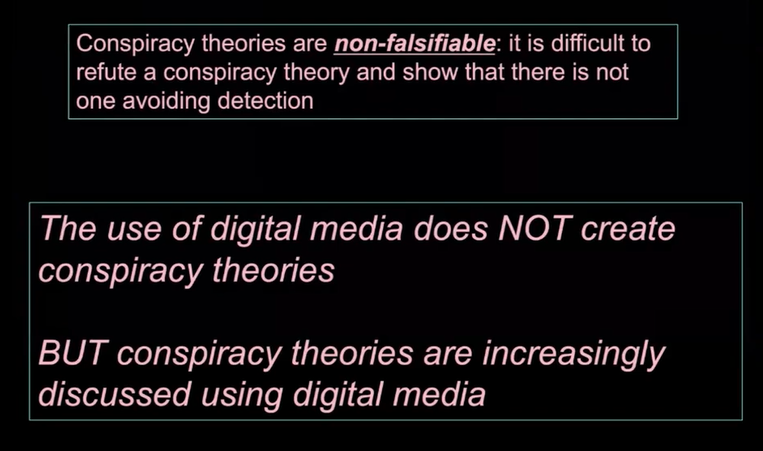 Conspiracy theories are non-falsifiable: it is difficult to
refute a conspiracy theory and show that there is not
one avoiding detection
The use of digital media does NOT create
conspiracy theories
BUT conspiracy theories are increasingly
discussed using digital media